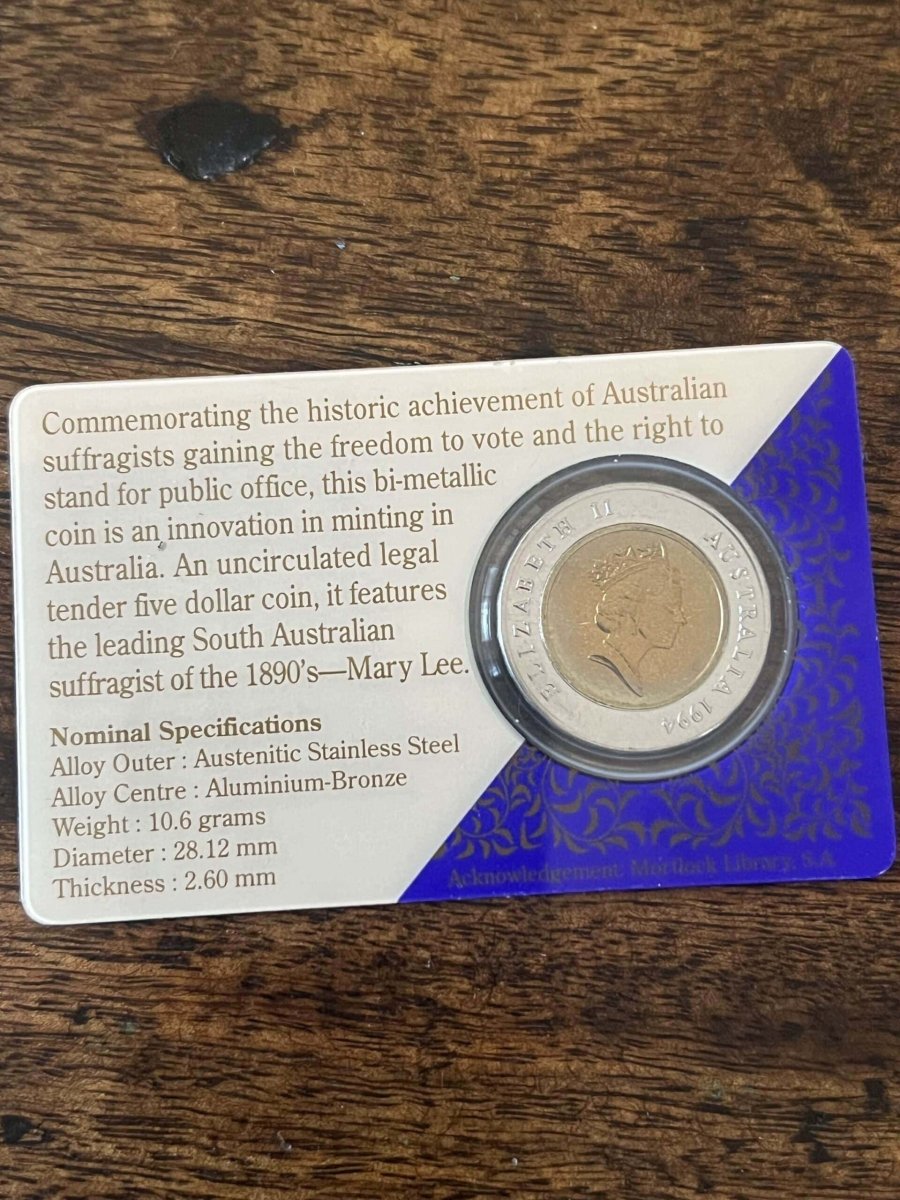 Commemorating the historic achievement of Australian
suffragists gaining the freedom to vote and the right to
stand for public office, this bi-metallic
coin is an innovation in minting in
Australia. An uncirculated legal
tender five dollar coin, it features
the leading South Australian
suffragist of the 1890's—Mary Lee.
Nominal Specifications
Alloy Outer : Austenitic Stainless Steel
Alloy Centre : Aluminium-Bronze
Weight : 10.6 grams
Diameter : 28.12 mm
Thickness : 2.60 mm
ELIZABETH II AUSTRALIA 1994
Acknowledgement: Mortlock Library, S.A.